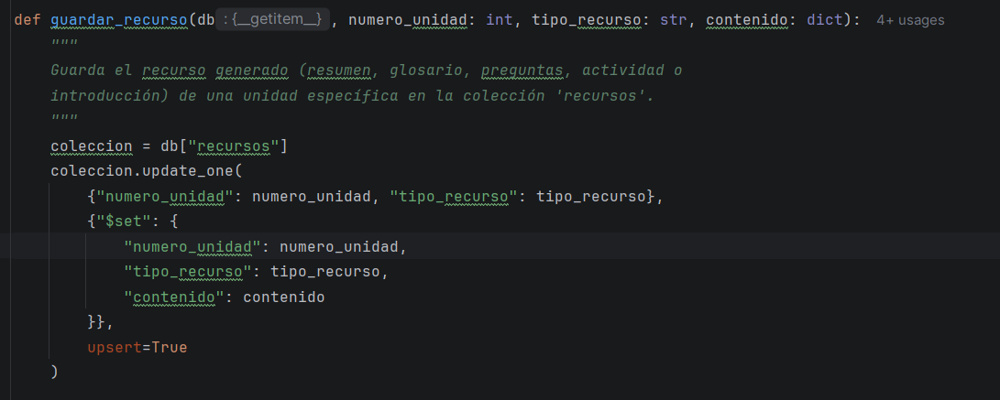 def guardar_recurso(db : {__getitem__} , numero_unidad: int, tipo_recurso: str, contenido: dict): 4+ usages
"""
Guarda el recurso generado (resumen, glosario, preguntas, actividad o
introducción) de una unidad específica en la colección 'recursos'.
"""
coleccion = db["recursos"]
coleccion.update_one(
{"numero_unidad": numero_unidad, "tipo_recurso": tipo_recurso},
{"$set": {
"numero_unidad": numero_unidad,
"tipo_recurso": tipo_recurso,
"contenido": contenido
}},
upsert=True
)